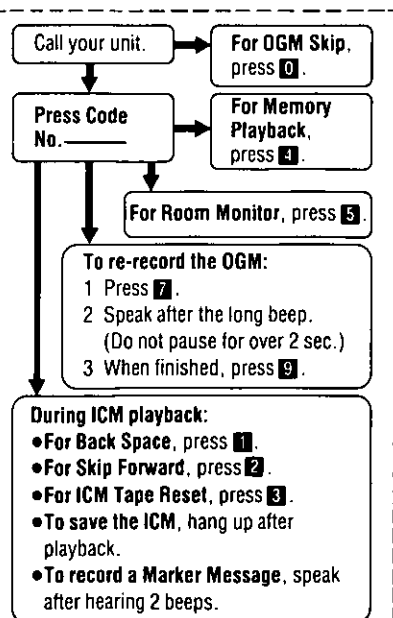 Call your unit.
For OGM Skip,
press 0.
Press Code
No.
For Memory
Playback,
press 4.
For Room Monitor, press 5.
To re-record the OGM:
1 Press 7.
2 Speak after the long beep.
(Do not pause for over 2 sec.)
3 When finished, press 9.
During ICM playback:
●For Back Space, press 1.
●For Skip Forward, press 2.
●For ICM Tape Reset, press 3.
●To save the ICM, hang up after
playback.
●To record a Marker Message, speak
after hearing 2 beeps.